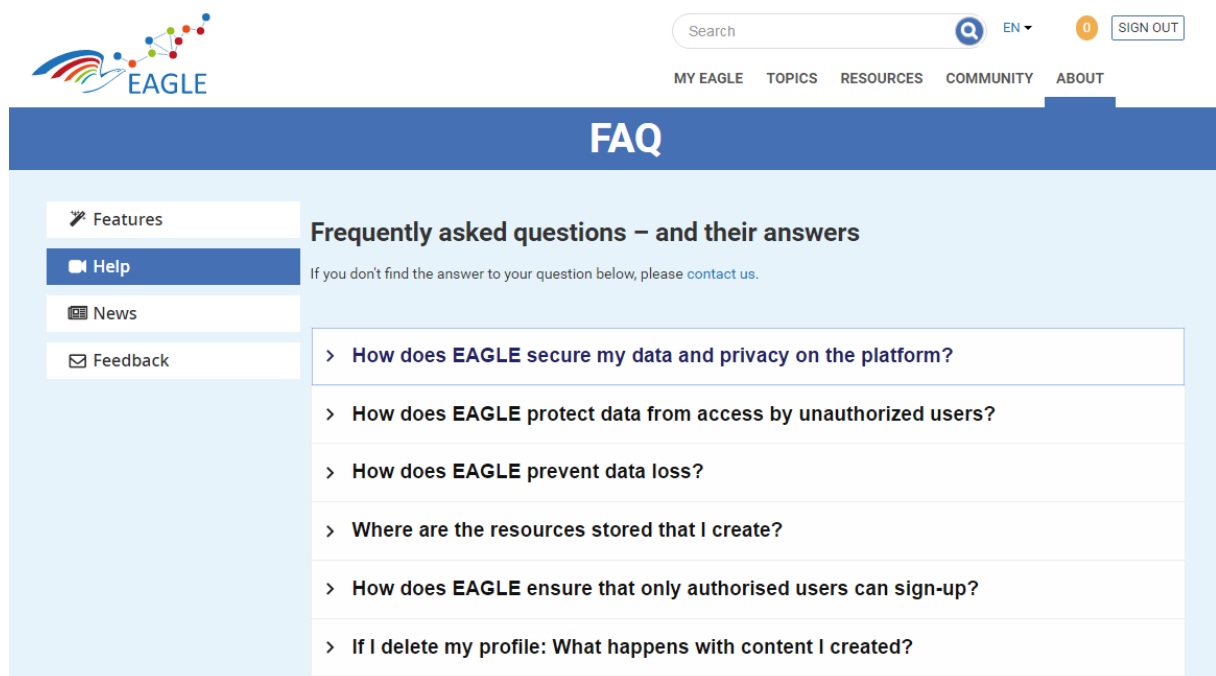 EAGLE
Search
EN
0
SIGN OUT
MY EAGLE
TOPICS
RESOURCES
COMMUNITY
ABOUT
FAQ
Features
Help
News
Feedback
Frequently asked questions – and their answers
If you don't find the answer to your question below, please contact us.
How does EAGLE secure my data and privacy on the platform?
How does EAGLE protect data from access by unauthorized users?
How does EAGLE prevent data loss?
Where are the resources stored that I create?
How does EAGLE ensure that only authorised users can sign-up?
If I delete my profile: What happens with content I created?